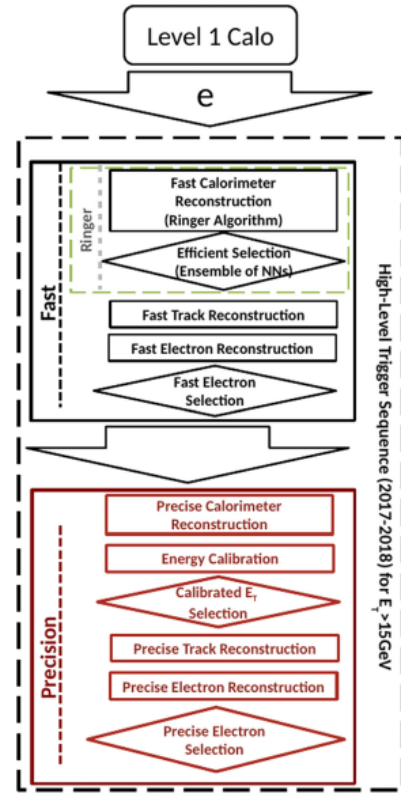 Level 1 Calo
e
Fast
Ringer
Fast Calorimeter
Reconstruction
(Ringer Algorithm)
Efficient Selection
(Ensemble of NNs)
Fast Track Reconstruction
Fast Electron Reconstruction
Fast Electron
Selection
Precision
Precise Calorimeter
Reconstruction
Energy Calibration
Calibrated E_T
Selection
Precise Track Reconstruction
Precise Electron Reconstruction
Precise Electron
Selection
High-Level Trigger Sequence (2017-2018) for E_T >15GeV